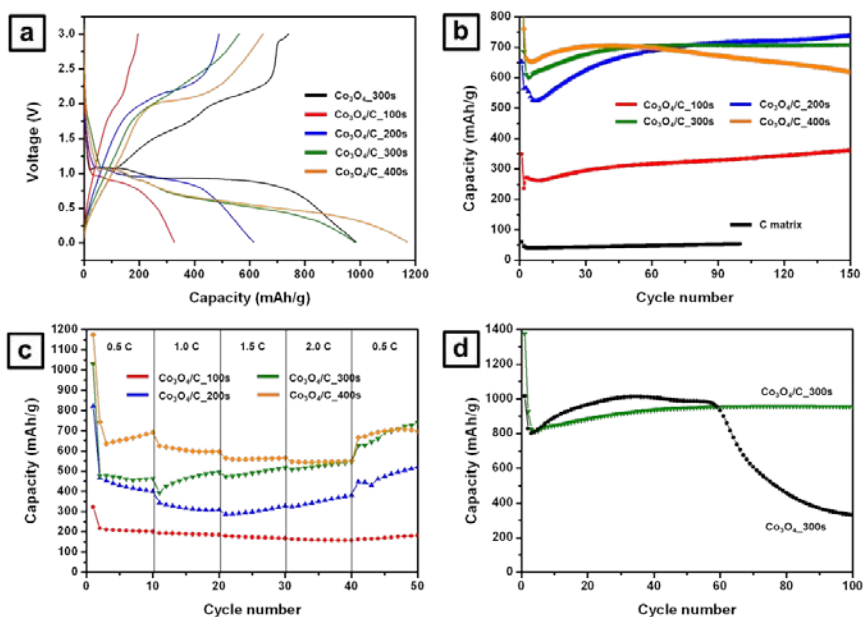 a
3.0
2.5
2.0
1.5
1.0
0.5
0.0
Voltage (V)
Co₃O₄_300s
Co₃O₄/C_100s
Co₃O₄/C_200s
Co₃O₄/C_300s
Co₃O₄/C_400s
0 200 400 600 800 1000 1200
Capacity (mAh/g)
b
800
700
600
500
400
300
200
100
0
Capacity (mAh/g)
Co₃O₄/C_100s Co₃O₄/C_200s
Co₃O₄/C_300s Co₃O₄/C_400s
C matrix
0 30 60 90 120 150
Cycle number
c
1200
1100
1000
900
800
700
600
500
400
300
200
100
0
Capacity (mAh/g)
0.5 C 1.0 C 1.5 C 2.0 C 0.5 C
Co₃O₄/C_100s Co₃O₄/C_300s
Co₃O₄/C_200s Co₃O₄/C_400s
0 10 20 30 40 50
Cycle number
d
1400
1200
1000
800
600
400
200
0
Capacity (mAh/g)
Co₃O₄/C_300s
Co₃O₄_300s
0 20 40 60 80 100
Cycle number